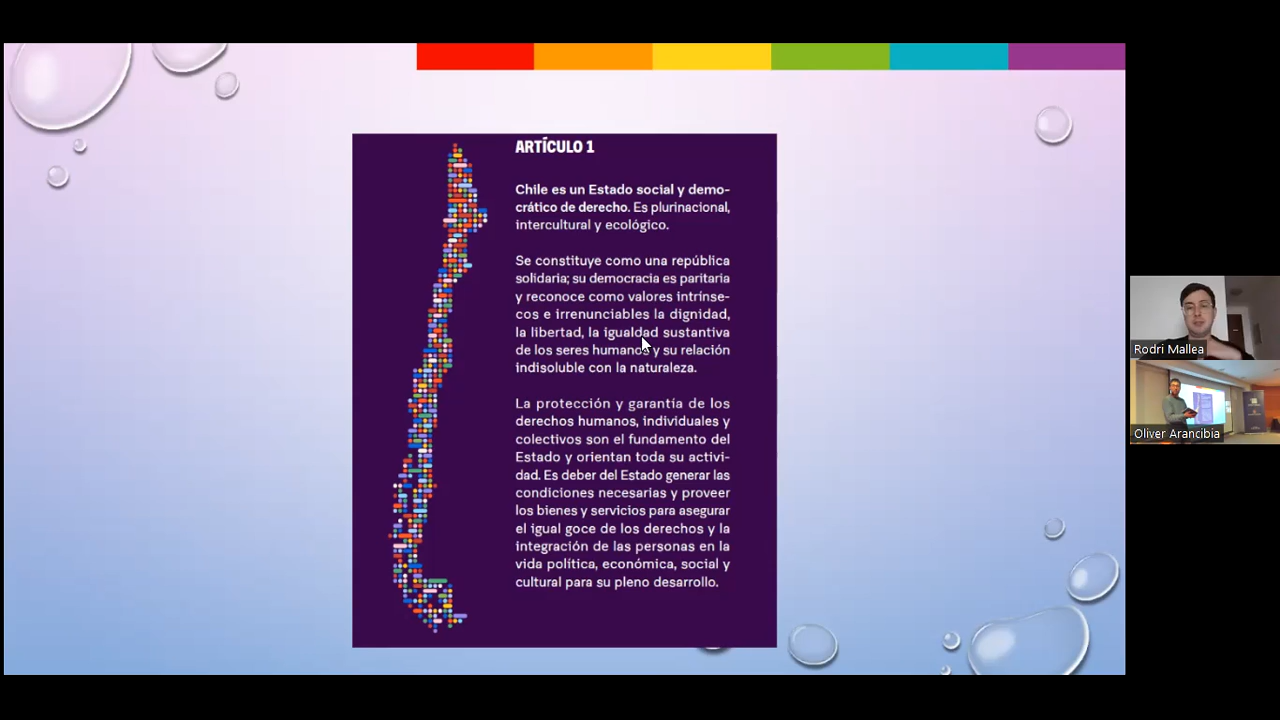 ARTÍCULO 1
Chile es un Estado social y demo-
crático de derecho. Es plurinacional,
intercultural y ecológico.
Se constituye como una república
solidaria; su democracia es paritaria
y reconoce como valores intrínse-
cos e irrenunciables la dignidad,
la libertad, la igualdad sustantiva
de los seres humanos y su relación
indisoluble con la naturaleza.
La protección y garantía de los
derechos humanos, individuales y
colectivos son el fundamento del
Estado y orientan toda su activi-
dad. Es deber del Estado generar las
condiciones necesarias y proveer
los bienes y servicios para asegurar
el igual goce de los derechos y la
integración de las personas en la
vida política, económica, social y
cultural para su pleno desarrollo.
Rodri Mallea
Oliver Arancibia